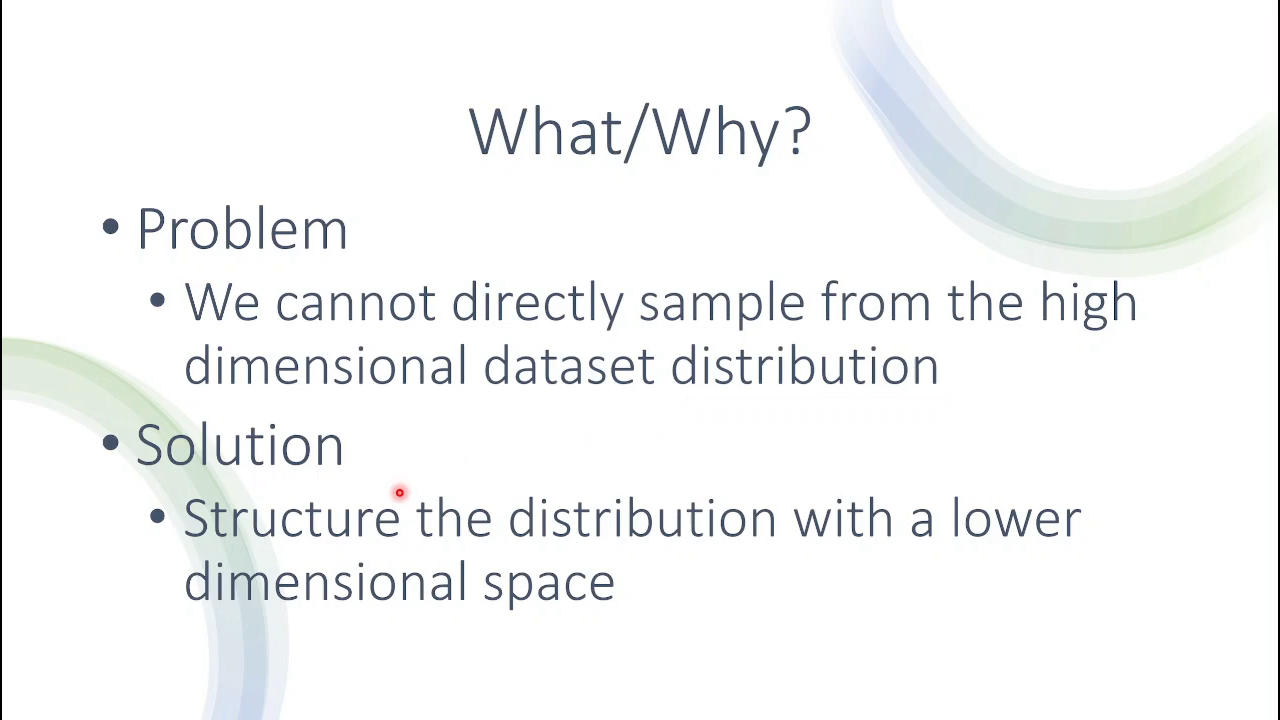 What/Why?
• Problem
• We cannot directly sample from the high
dimensional dataset distribution
• Solution
• Structure the distribution with a lower
dimensional space